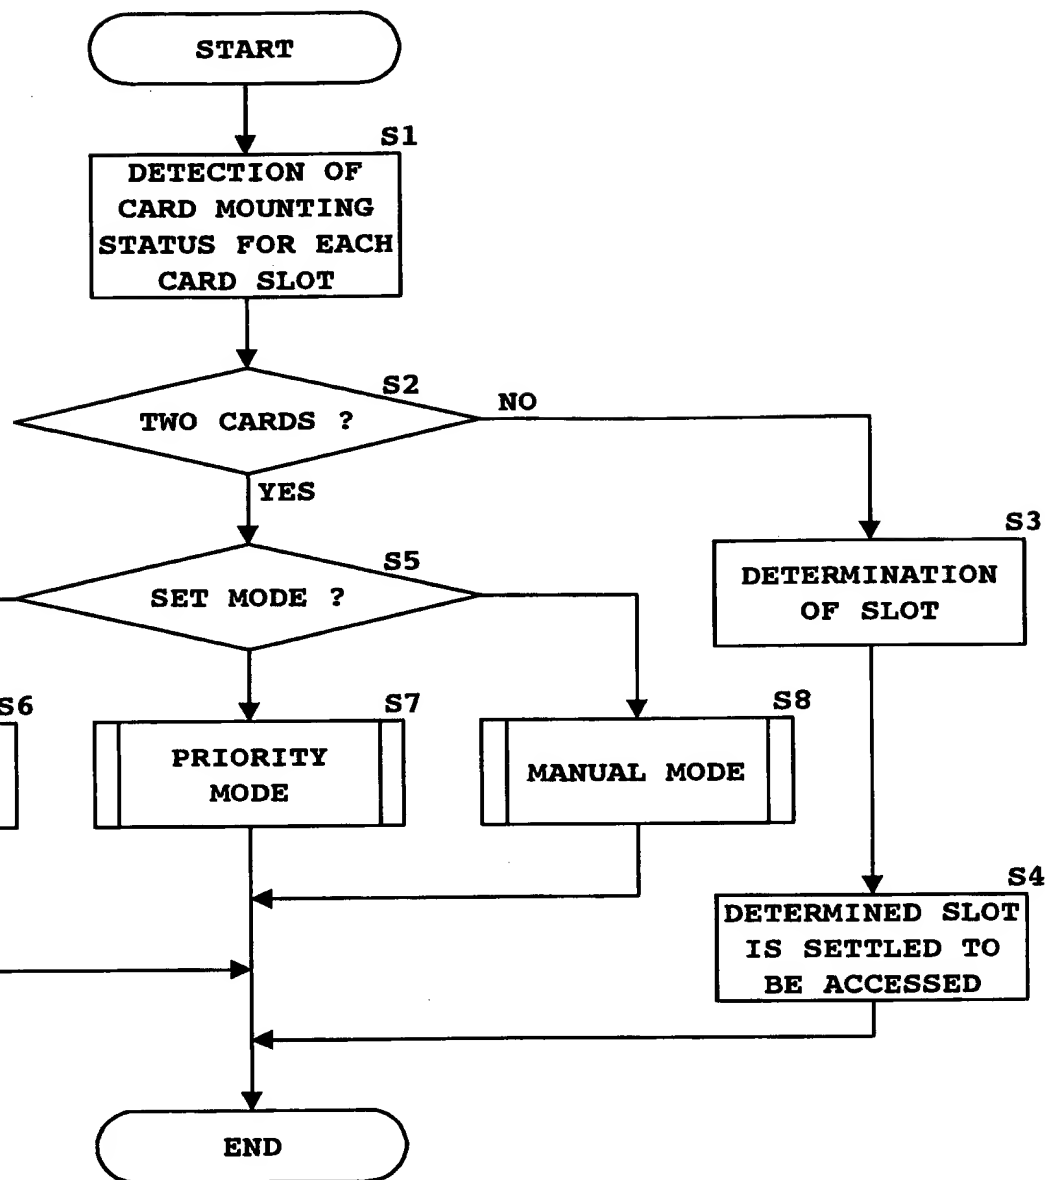 START
S1
DETECTION OF
CARD MOUNTING
STATUS FOR EACH
CARD SLOT
S2
TWO CARDS ?
NO
YES
S3
DETERMINATION
OF SLOT
S5
SET MODE ?
S6
S7
PRIORITY
MODE
S8
MANUAL MODE
S4
DETERMINED SLOT
IS SETTLED TO
BE ACCESSED
END